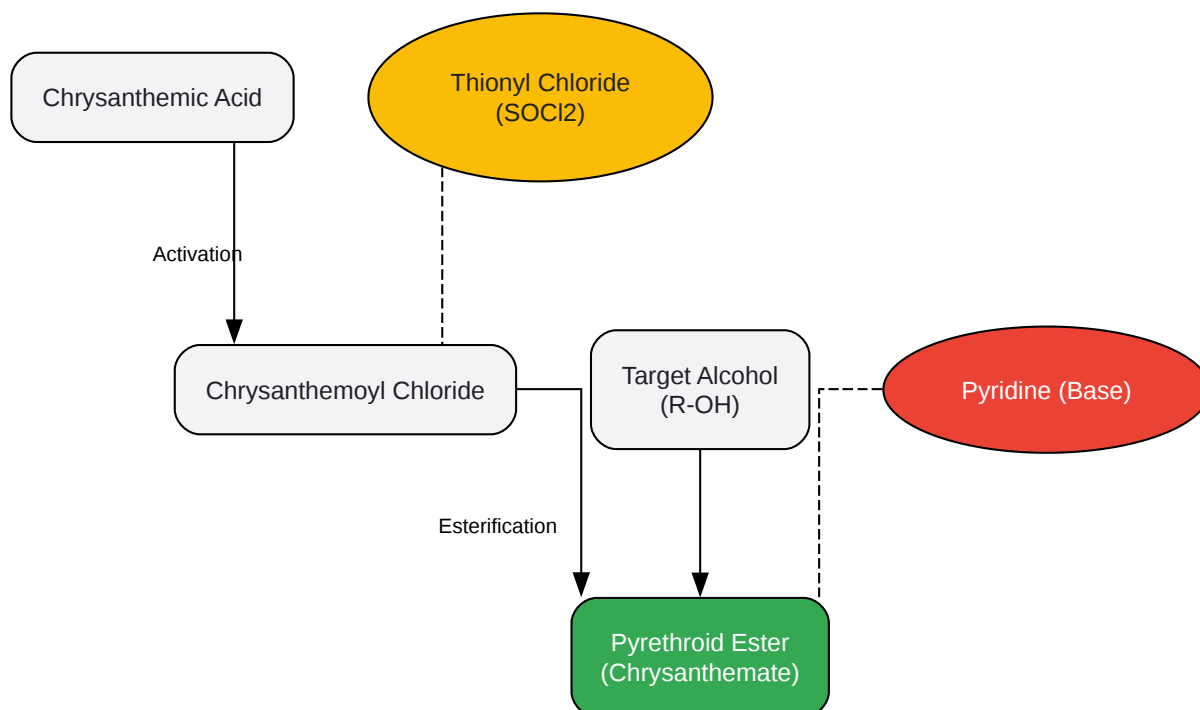 Chrysanthemic Acid
Thionyl Chloride
(SOCl2)
Activation
Chrysanthemoyl Chloride
Target Alcohol
(R-OH)
Pyridine (Base)
Esterification
Pyrethroid Ester
(Chrysanthemate)